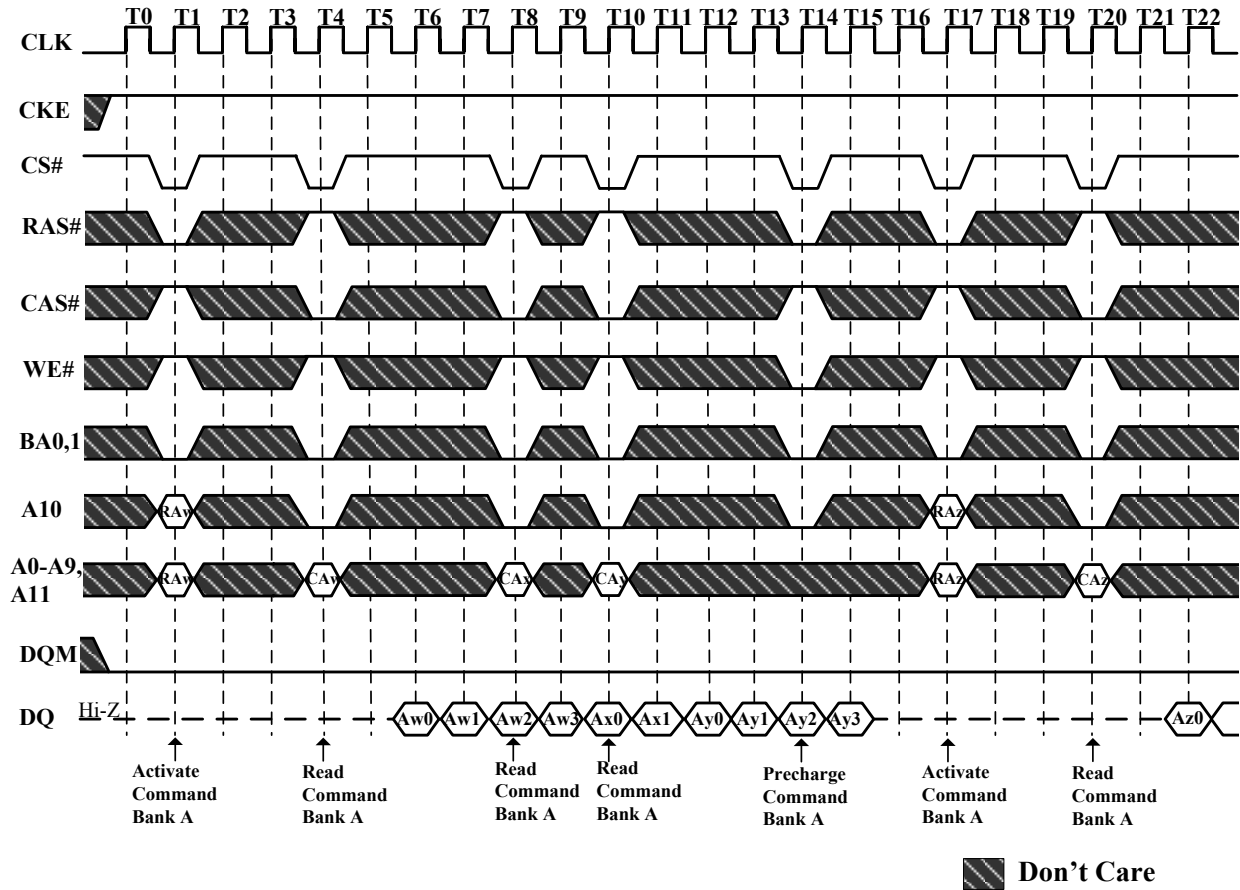 T0 T1 T2 T3 T4 T5 T6 T7 T8 T9 T10 T11 T12 T13 T14 T15 T16 T17 T18 T19 T20 T21 T22
CLK
CKE
CS#
RAS#
CAS#
WE#
BA0,1
A10 RAw RAz
A0-A9,
A11 RAw CAw CAx CAy RAz CAz
DQM
DQ Hi-Z Aw0 Aw1 Aw2 Aw3 Ax0 Ax1 Ay0 Ay1 Ay2 Ay3 Az0
Activate
Command
Bank A
Read
Command
Bank A
Read
Command
Bank A
Read
Command
Bank A
Precharge
Command
Bank A
Activate
Command
Bank A
Read
Command
Bank A
Don't Care